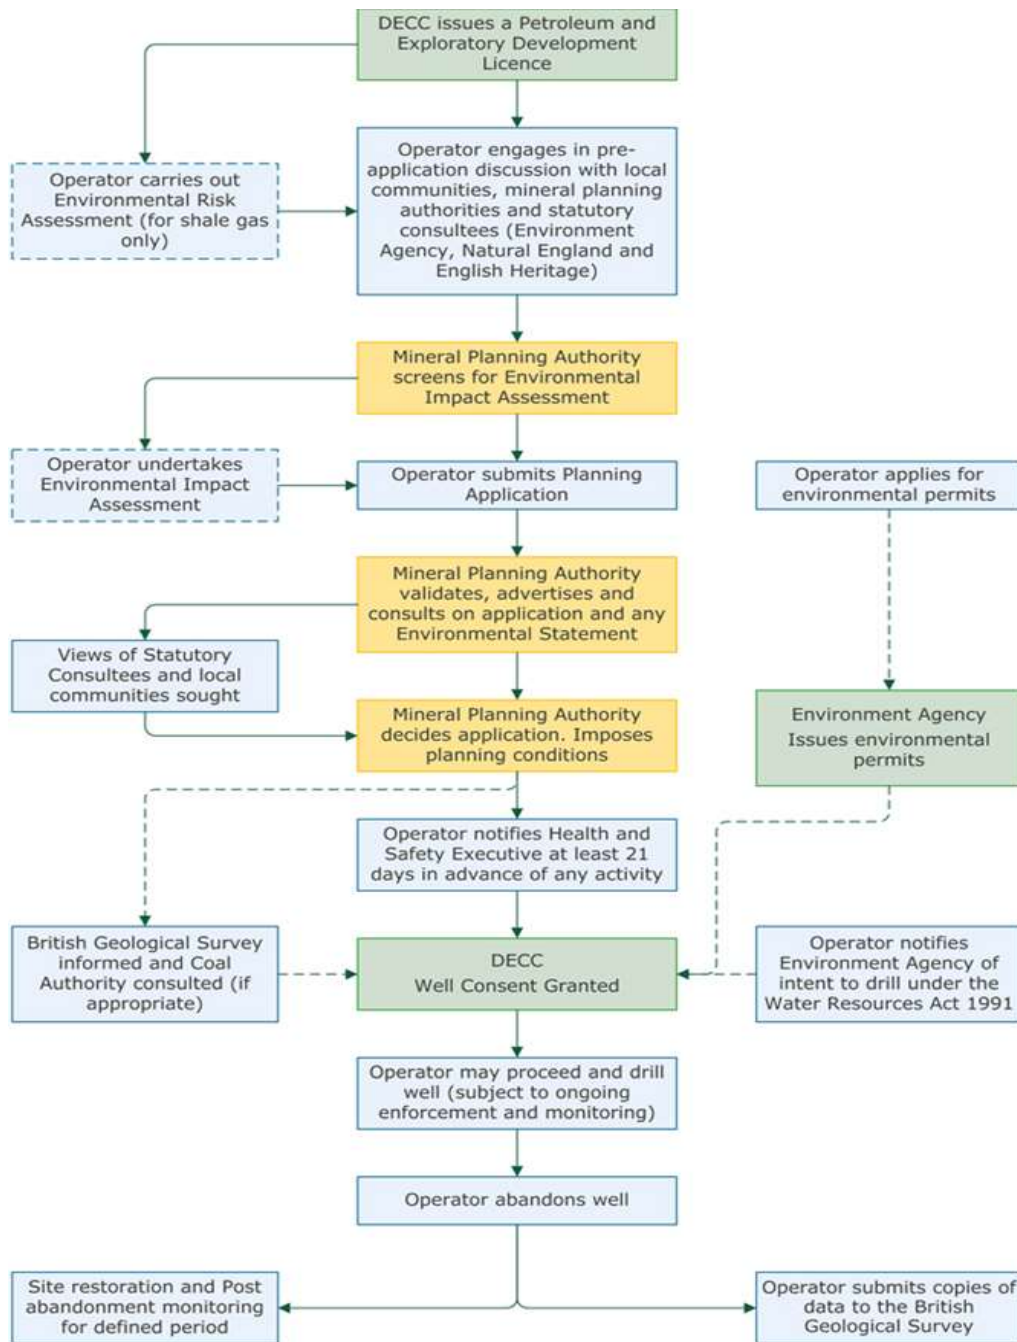 DECC issues a Petroleum and
Exploratory Development
Licence
Operator carries out
Environmental Risk
Assessment (for shale gas
only)
Operator engages in pre-
application discussion with local
communities, mineral planning
authorities and statutory
consultees (Environment
Agency, Natural England and
English Heritage)
Mineral Planning Authority
screens for Environmental
Impact Assessment
Operator undertakes
Environmental Impact
Assessment
Operator submits Planning
Application
Operator applies for
environmental permits
Mineral Planning Authority
validates, advertises and
consults on application and any
Environmental Statement
Views of Statutory
Consultees and local
communities sought
Mineral Planning Authority
decides application. Imposes
planning conditions
Environment Agency
Issues environmental
permits
Operator notifies Health and
Safety Executive at least 21
days in advance of any activity
British Geological Survey
informed and Coal
Authority consulted (if
appropriate)
DECC
Well Consent Granted
Operator notifies
Environment Agency of
intent to drill under the
Water Resources Act 1991
Operator may proceed and drill
well (subject to ongoing
enforcement and monitoring)
Operator abandons well
Site restoration and Post
abandonment monitoring
for defined period
Operator submits copies of
data to the British
Geological Survey